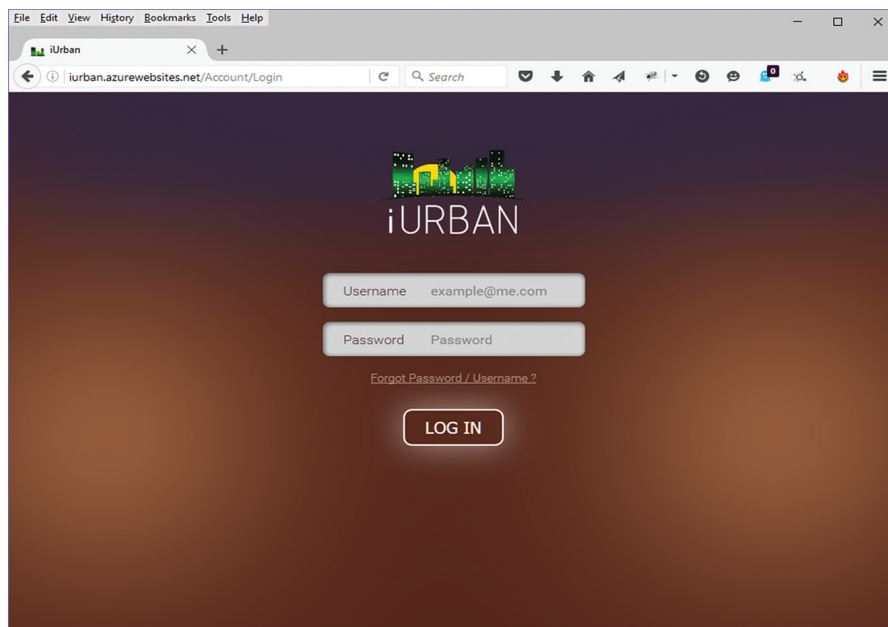 File Edit View History Bookmarks Tools Help
iUrban
iurban.azurewebsites.net/Account/Login Search 0
iURBAN
Username example@me.com
Password Password
Forgot Password / Username ?
LOG IN